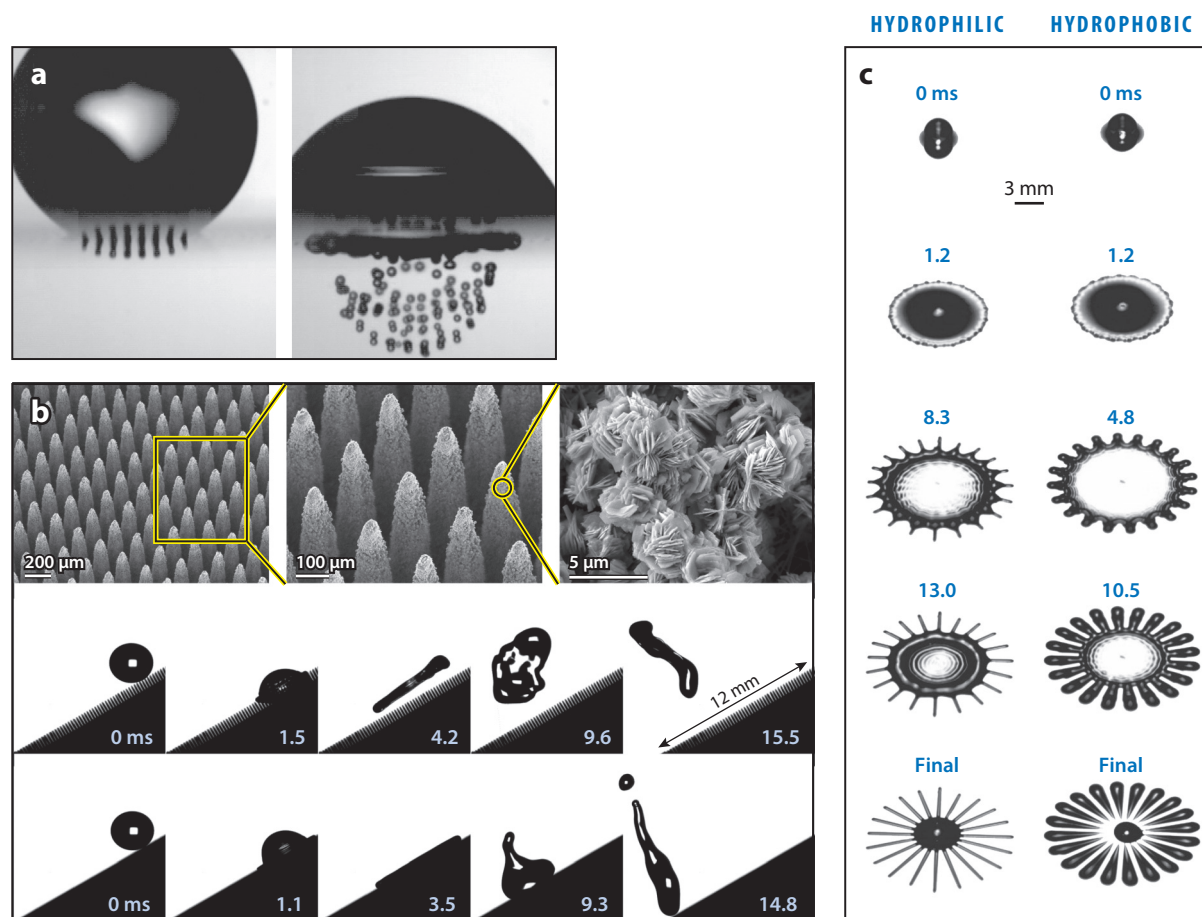 HYDROPHILIC HYDROPHOBIC
a
c
0 ms 0 ms
3 mm
1.2 1.2
8.3 4.8
13.0 10.5
Final Final
b
200 µm 100 µm 5 µm
12 mm
0 ms 1.5 4.2 9.6 15.5
0 ms 1.1 3.5 9.3 14.8